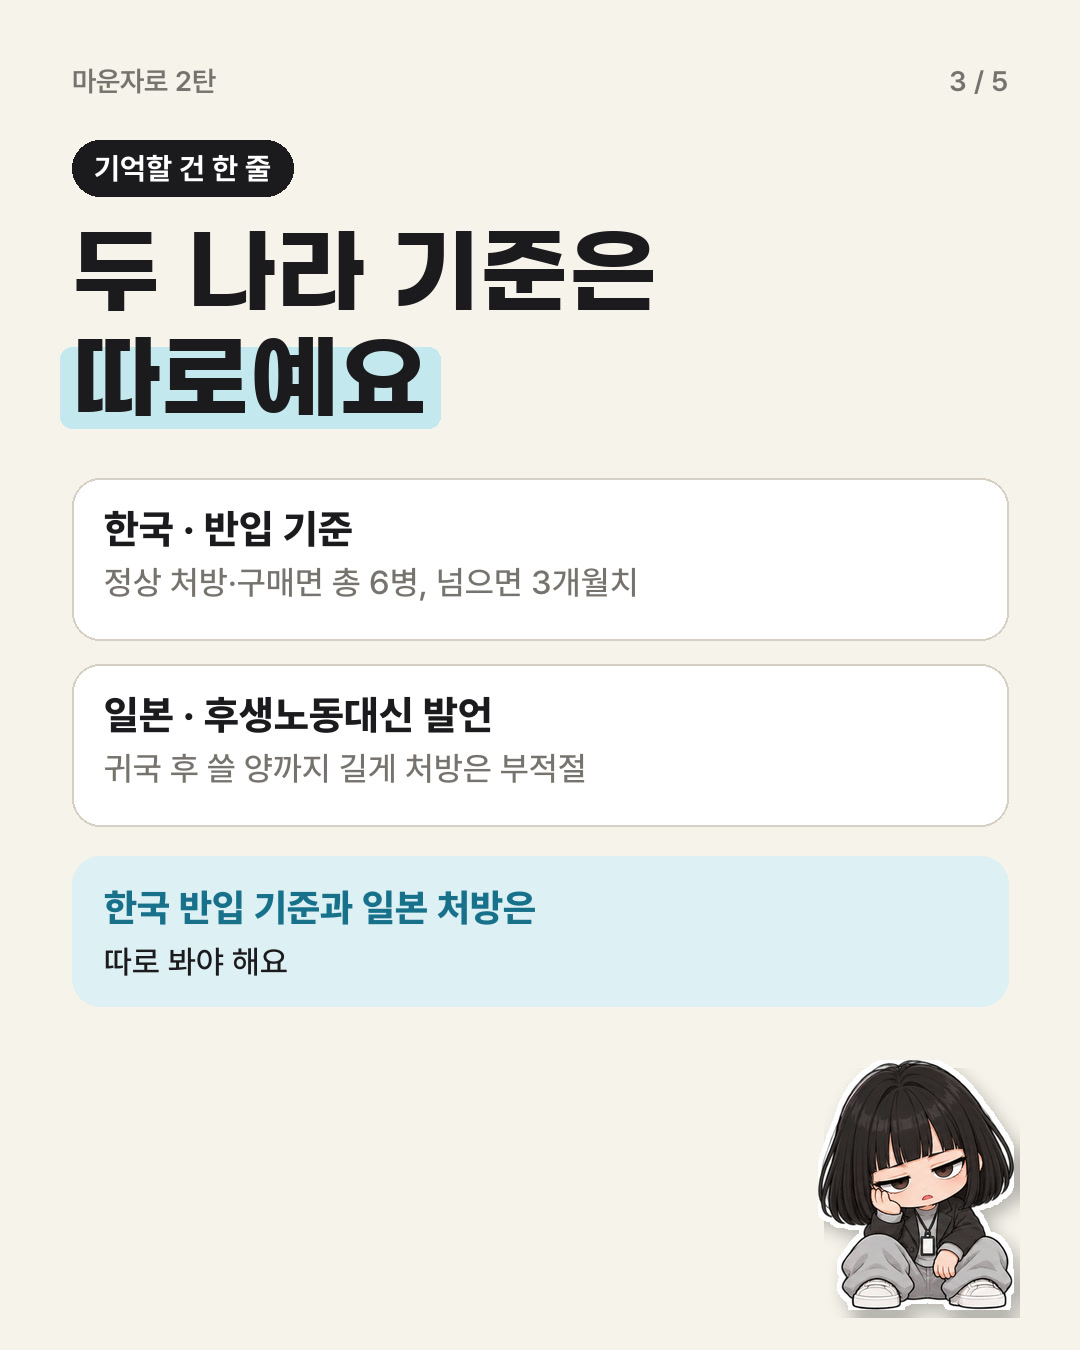 마운자로 2탄
3 / 5
기억할 건 한 줄
두 나라 기준은
따로예요
한국 · 반입 기준
정상 처방·구매면 총 6병, 넘으면 3개월치
일본 · 후생노동대신 발언
귀국 후 쓸 양까지 길게 처방은 부적절
한국 반입 기준과 일본 처방은
따로 봐야 해요